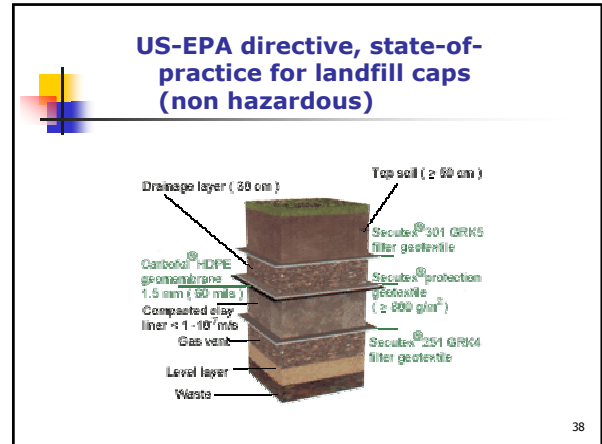 US-EPA directive, state-of-
practice for landfill caps
(non hazardous)
Drainage layer ( 30 cm )
Top soil ( ≥ 60 cm )
Secutex® 301 GRK5
filter geotextile
Carbofol® HDPE
geomembrane
1.5 mm ( 60 mils )
Secutex® protection
geotextile
( ≥ 600 g/m² )
Compacted clay
liner < 1 ·10⁻⁷m/s
Gas vent
Secutex® 251 GRK4
filter geotextile
Level layer
Waste
38